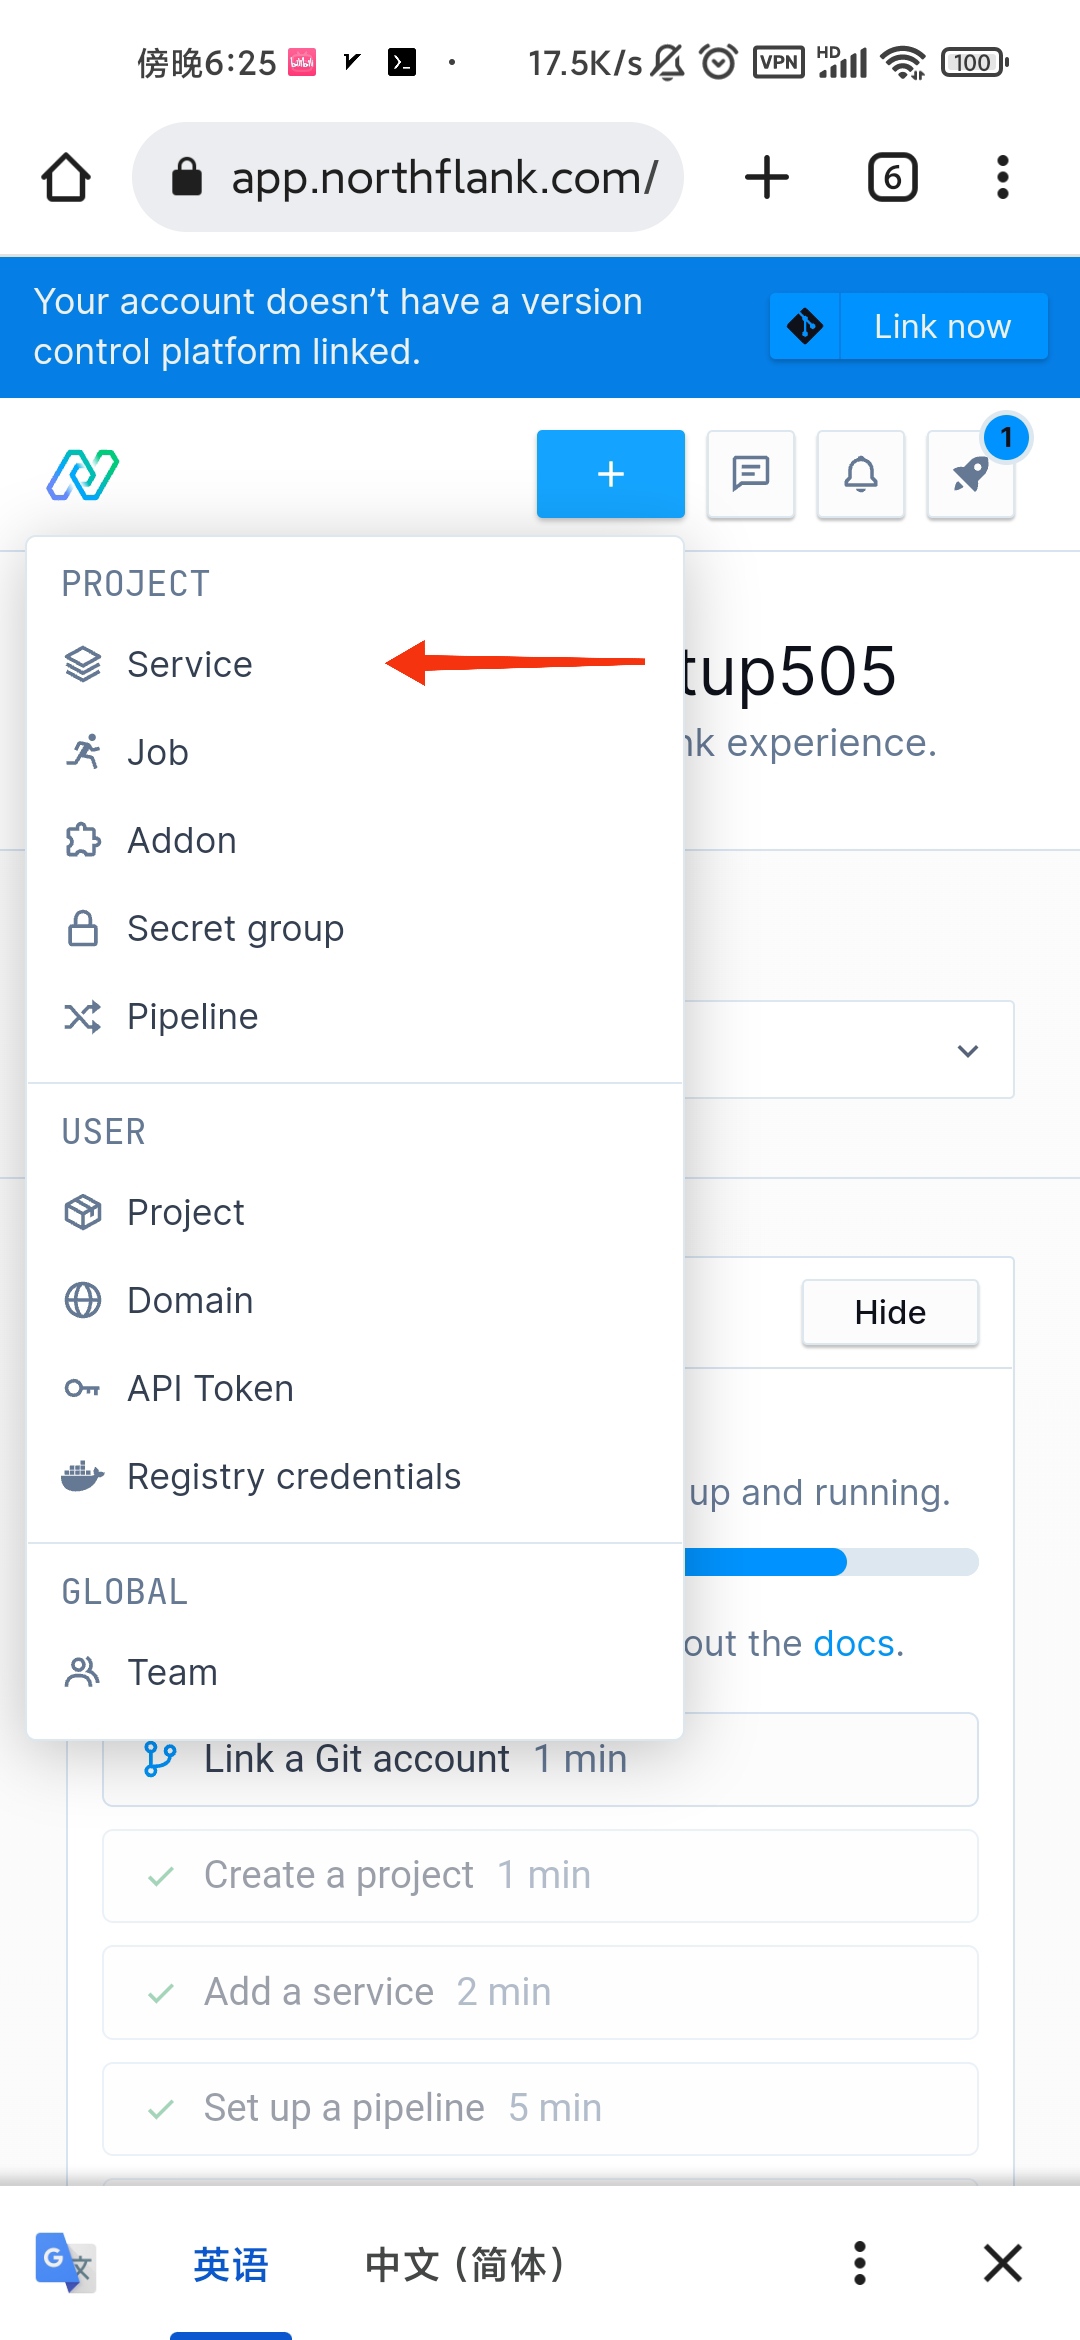 傍晚6:25 17.5K/s VPN HD 100
app.northflank.com/ 6
Your account doesn't have a version
control platform linked.
Link now
1
PROJECT
Service
tup505
Job
nk experience.
Addon
Secret group
Pipeline
USER
Project
Domain
Hide
API Token
Registry credentials
up and running.
GLOBAL
out the docs.
Team
Link a Git account 1 min
Create a project 1 min
Add a service 2 min
Set up a pipeline 5 min
英语 中文 (简体)